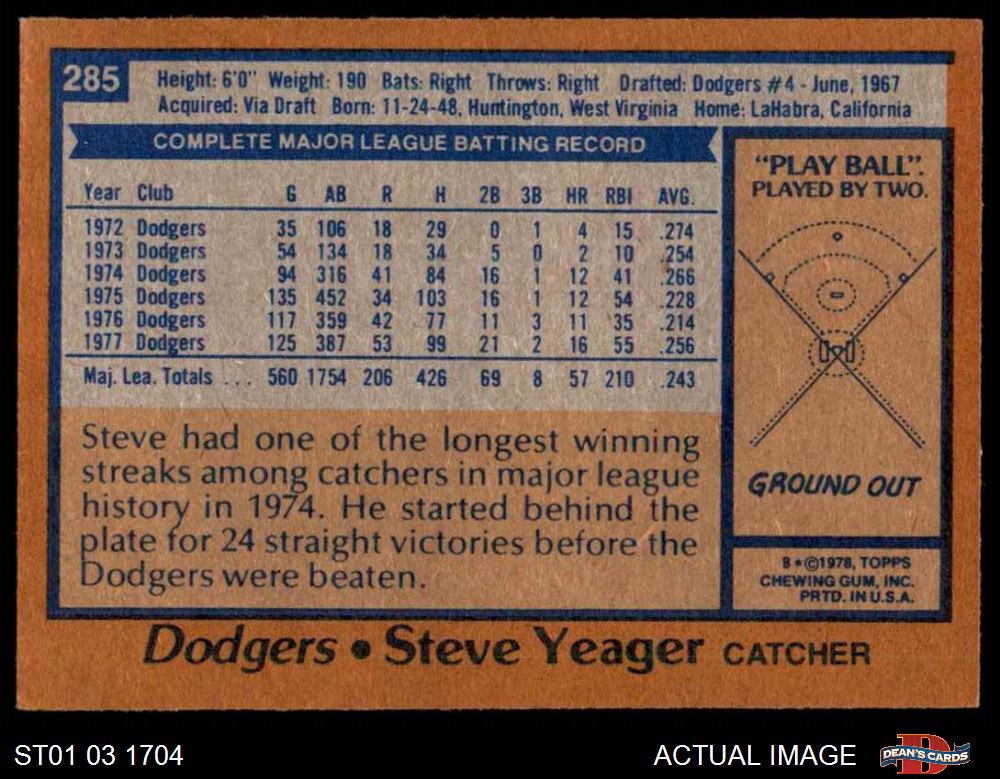 285
Height: 6'0" Weight: 190 Bats: Right Throws: Right Drafted: Dodgers #4 - June, 1967
Acquired: Via Draft Born: 11-24-48, Huntington, West Virginia Home: LaHabra, California
COMPLETE MAJOR LEAGUE BATTING RECORD
Year Club G AB R H 2B 3B HR RBI AVG.
1972 Dodgers 35 106 18 29 0 1 4 15 .274
1973 Dodgers 54 134 18 34 5 0 2 10 .254
1974 Dodgers 94 316 41 84 16 1 12 41 .266
1975 Dodgers 135 452 34 103 16 1 12 54 .228
1976 Dodgers 117 359 42 77 11 3 11 35 .214
1977 Dodgers 125 387 53 99 21 2 16 55 .256
Maj. Lea. Totals ... 560 1754 206 426 69 8 57 210 .243
Steve had one of the longest winning
streaks among catchers in major league
history in 1974. He started behind the
plate for 24 straight victories before the
Dodgers were beaten.
"PLAY BALL".
PLAYED BY TWO.
GROUND OUT
B*©1978, TOPPS
CHEWING GUM, INC.
PRTD. IN U.S.A.
Dodgers • Steve Yeager CATCHER
ST01 03 1704
ACTUAL IMAGE
DEAN'S CARDS